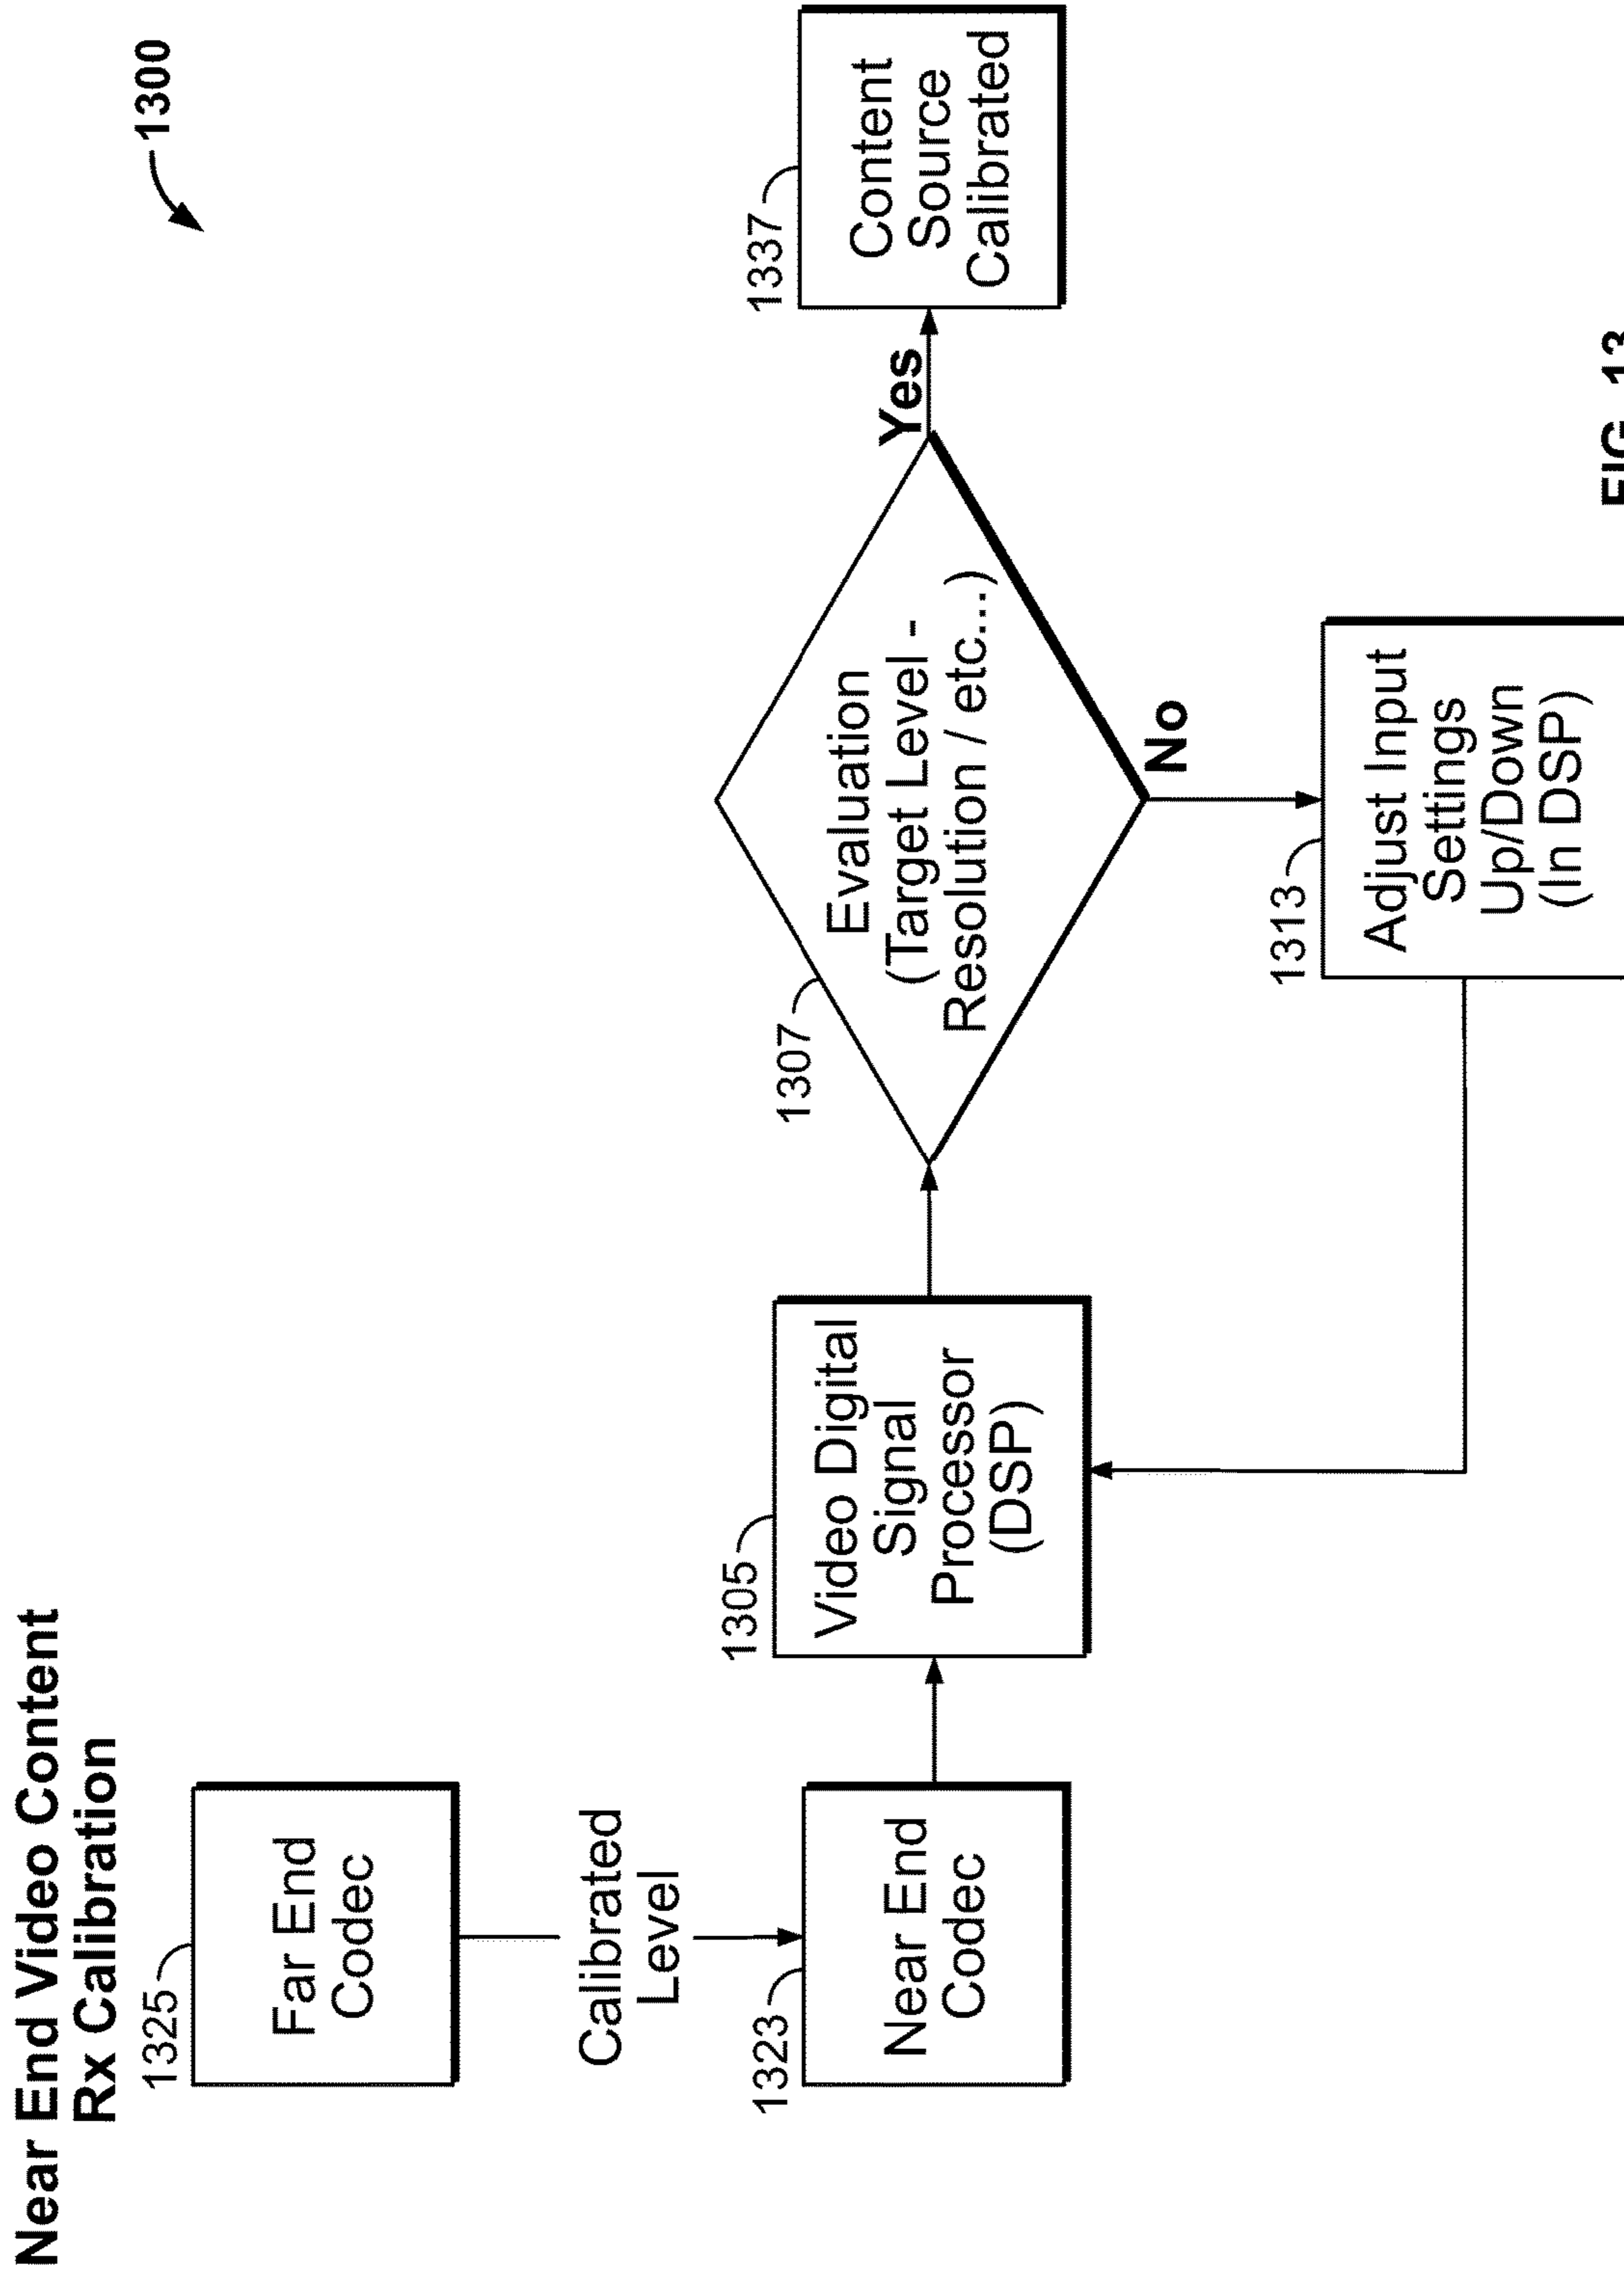 Near End Video Content
Rx Calibration
1300
1325
Far End
Codec
Calibrated
Level
1323
Near End
Codec
1305
Video Digital
Signal
Processor
(DSP)
1307
Evaluation
(Target Level -
Resolution / etc...)
Yes
1337
Content
Source
Calibrated
No
1313
Adjust Input
Settings
Up/Down
(In DSP)
FIG. 13